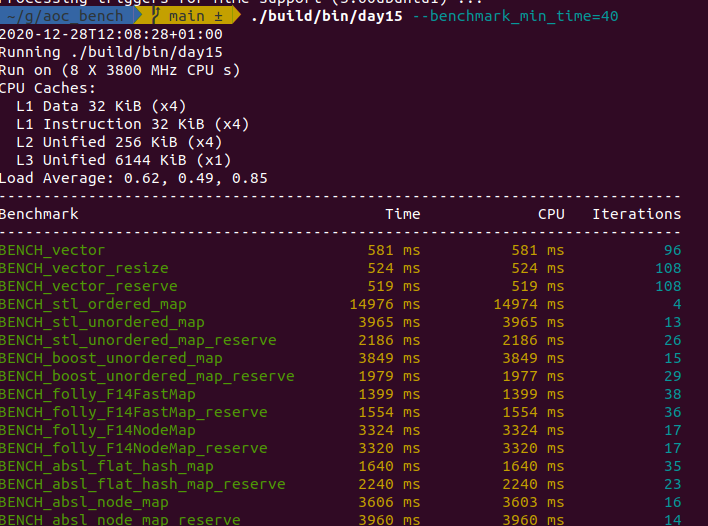 Processing triggers for mime-support (3.60ubuntu1) ...
~/g/aoc_bench main ± ./build/bin/day15 --benchmark_min_time=40
2020-12-28T12:08:28+01:00
Running ./build/bin/day15
Run on (8 X 3800 MHz CPU s)
CPU Caches:
L1 Data 32 KiB (x4)
L1 Instruction 32 KiB (x4)
L2 Unified 256 KiB (x4)
L3 Unified 6144 KiB (x1)
Load Average: 0.62, 0.49, 0.85
---------------------------------------------------------------------------
Benchmark Time CPU Iterations
---------------------------------------------------------------------------
BENCH_vector 581 ms 581 ms 96
BENCH_vector_resize 524 ms 524 ms 108
BENCH_vector_reserve 519 ms 519 ms 108
BENCH_stl_ordered_map 14976 ms 14974 ms 4
BENCH_stl_unordered_map 3965 ms 3965 ms 13
BENCH_stl_unordered_map_reserve 2186 ms 2186 ms 26
BENCH_boost_unordered_map 3849 ms 3849 ms 15
BENCH_boost_unordered_map_reserve 1979 ms 1977 ms 29
BENCH_folly_F14FastMap 1399 ms 1399 ms 38
BENCH_folly_F14FastMap_reserve 1554 ms 1554 ms 36
BENCH_folly_F14NodeMap 3324 ms 3324 ms 17
BENCH_folly_F14NodeMap_reserve 3320 ms 3320 ms 17
BENCH_absl_flat_hash_map 1640 ms 1640 ms 35
BENCH_absl_flat_hash_map_reserve 2240 ms 2240 ms 23
BENCH_absl_node_map 3606 ms 3603 ms 16
BENCH_absl_node_map_reserve 3960 ms 3960 ms 14